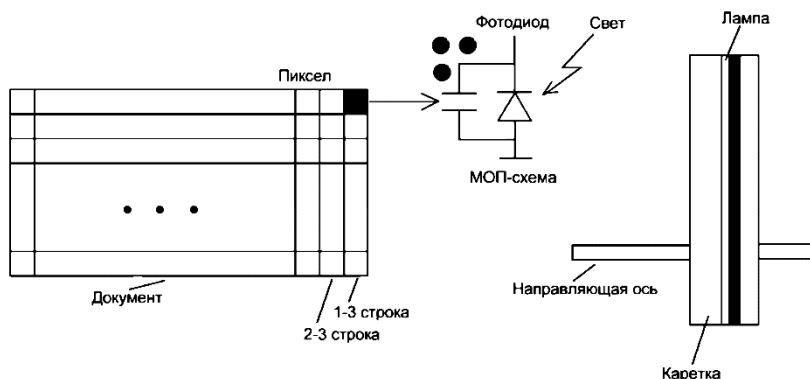 Фотодиод
Свет
Лампа
Пиксел
МОП-схема
Направляющая ось
Документ
1-3 строка
2-3 строка
Каретка